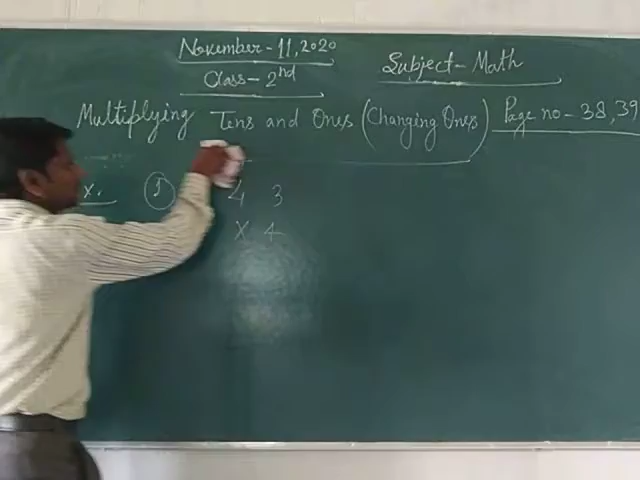 November-11,2020
Subject-Math
Class-2nd
Multiplying Tens and Ones (Changing Ones) Page no-38,39
x. 1 4 3
X 4